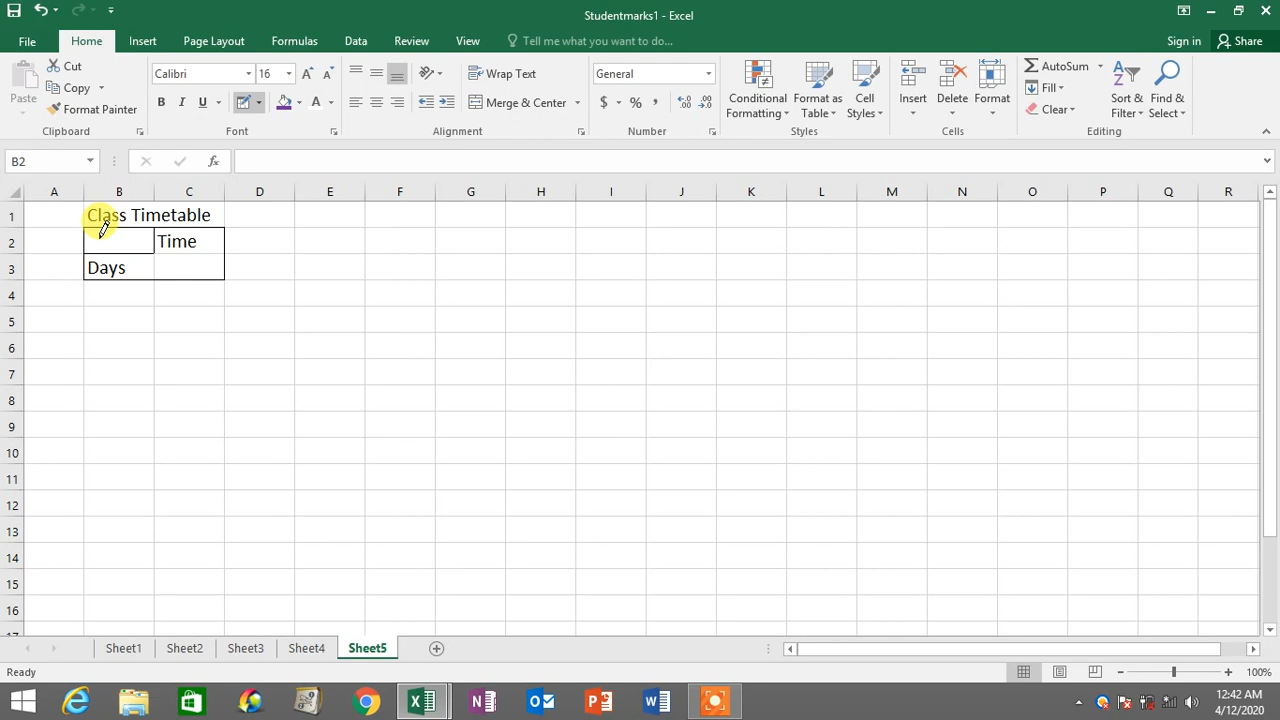 Studentmarks1 - Excel
File Home Insert Page Layout Formulas Data Review View Tell me what you want to do... Sign in Share
Paste Cut Copy Format Painter Clipboard
Calibri 16 B I U A A A Font
Wrap Text Merge & Center Alignment
General $ % , Number
Conditional Formatting Format as Table Cell Styles Styles
Insert Delete Format Cells
AutoSum Fill Clear Sort & Filter Find & Select Editing
B2 fx
A B C D E F G H I J K L M N O P Q R
1 Class Timetable
2 Time
3 Days
4
5
6
7
8
9
10
11
12
13
14
15
16
17
Sheet1 Sheet2 Sheet3 Sheet4 Sheet5
Ready 100%
12:42 AM
4/12/2020